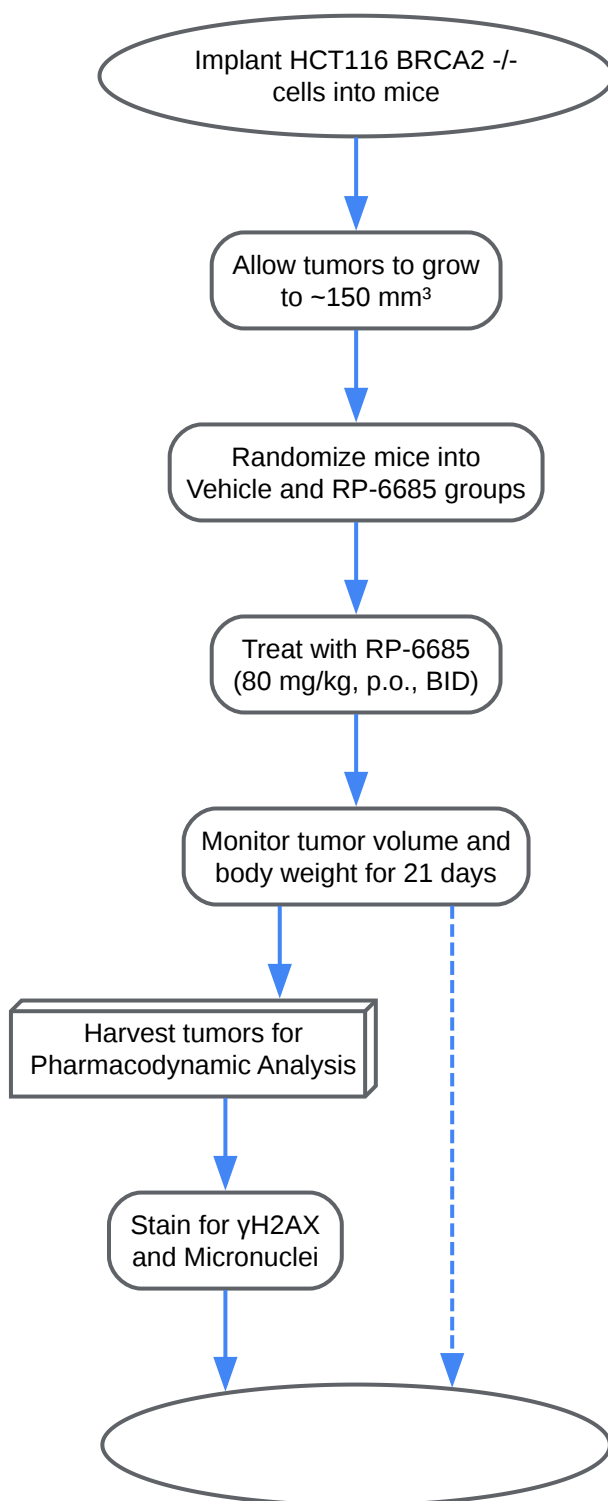 Implant HCT116 BRCA2 -/-
cells into mice
Allow tumors to grow
to ~150 mm³
Randomize mice into
Vehicle and RP-6685 groups
Treat with RP-6685
(80 mg/kg, p.o., BID)
Monitor tumor volume and
body weight for 21 days
Harvest tumors for
Pharmacodynamic Analysis
Stain for γH2AX
and Micronuclei